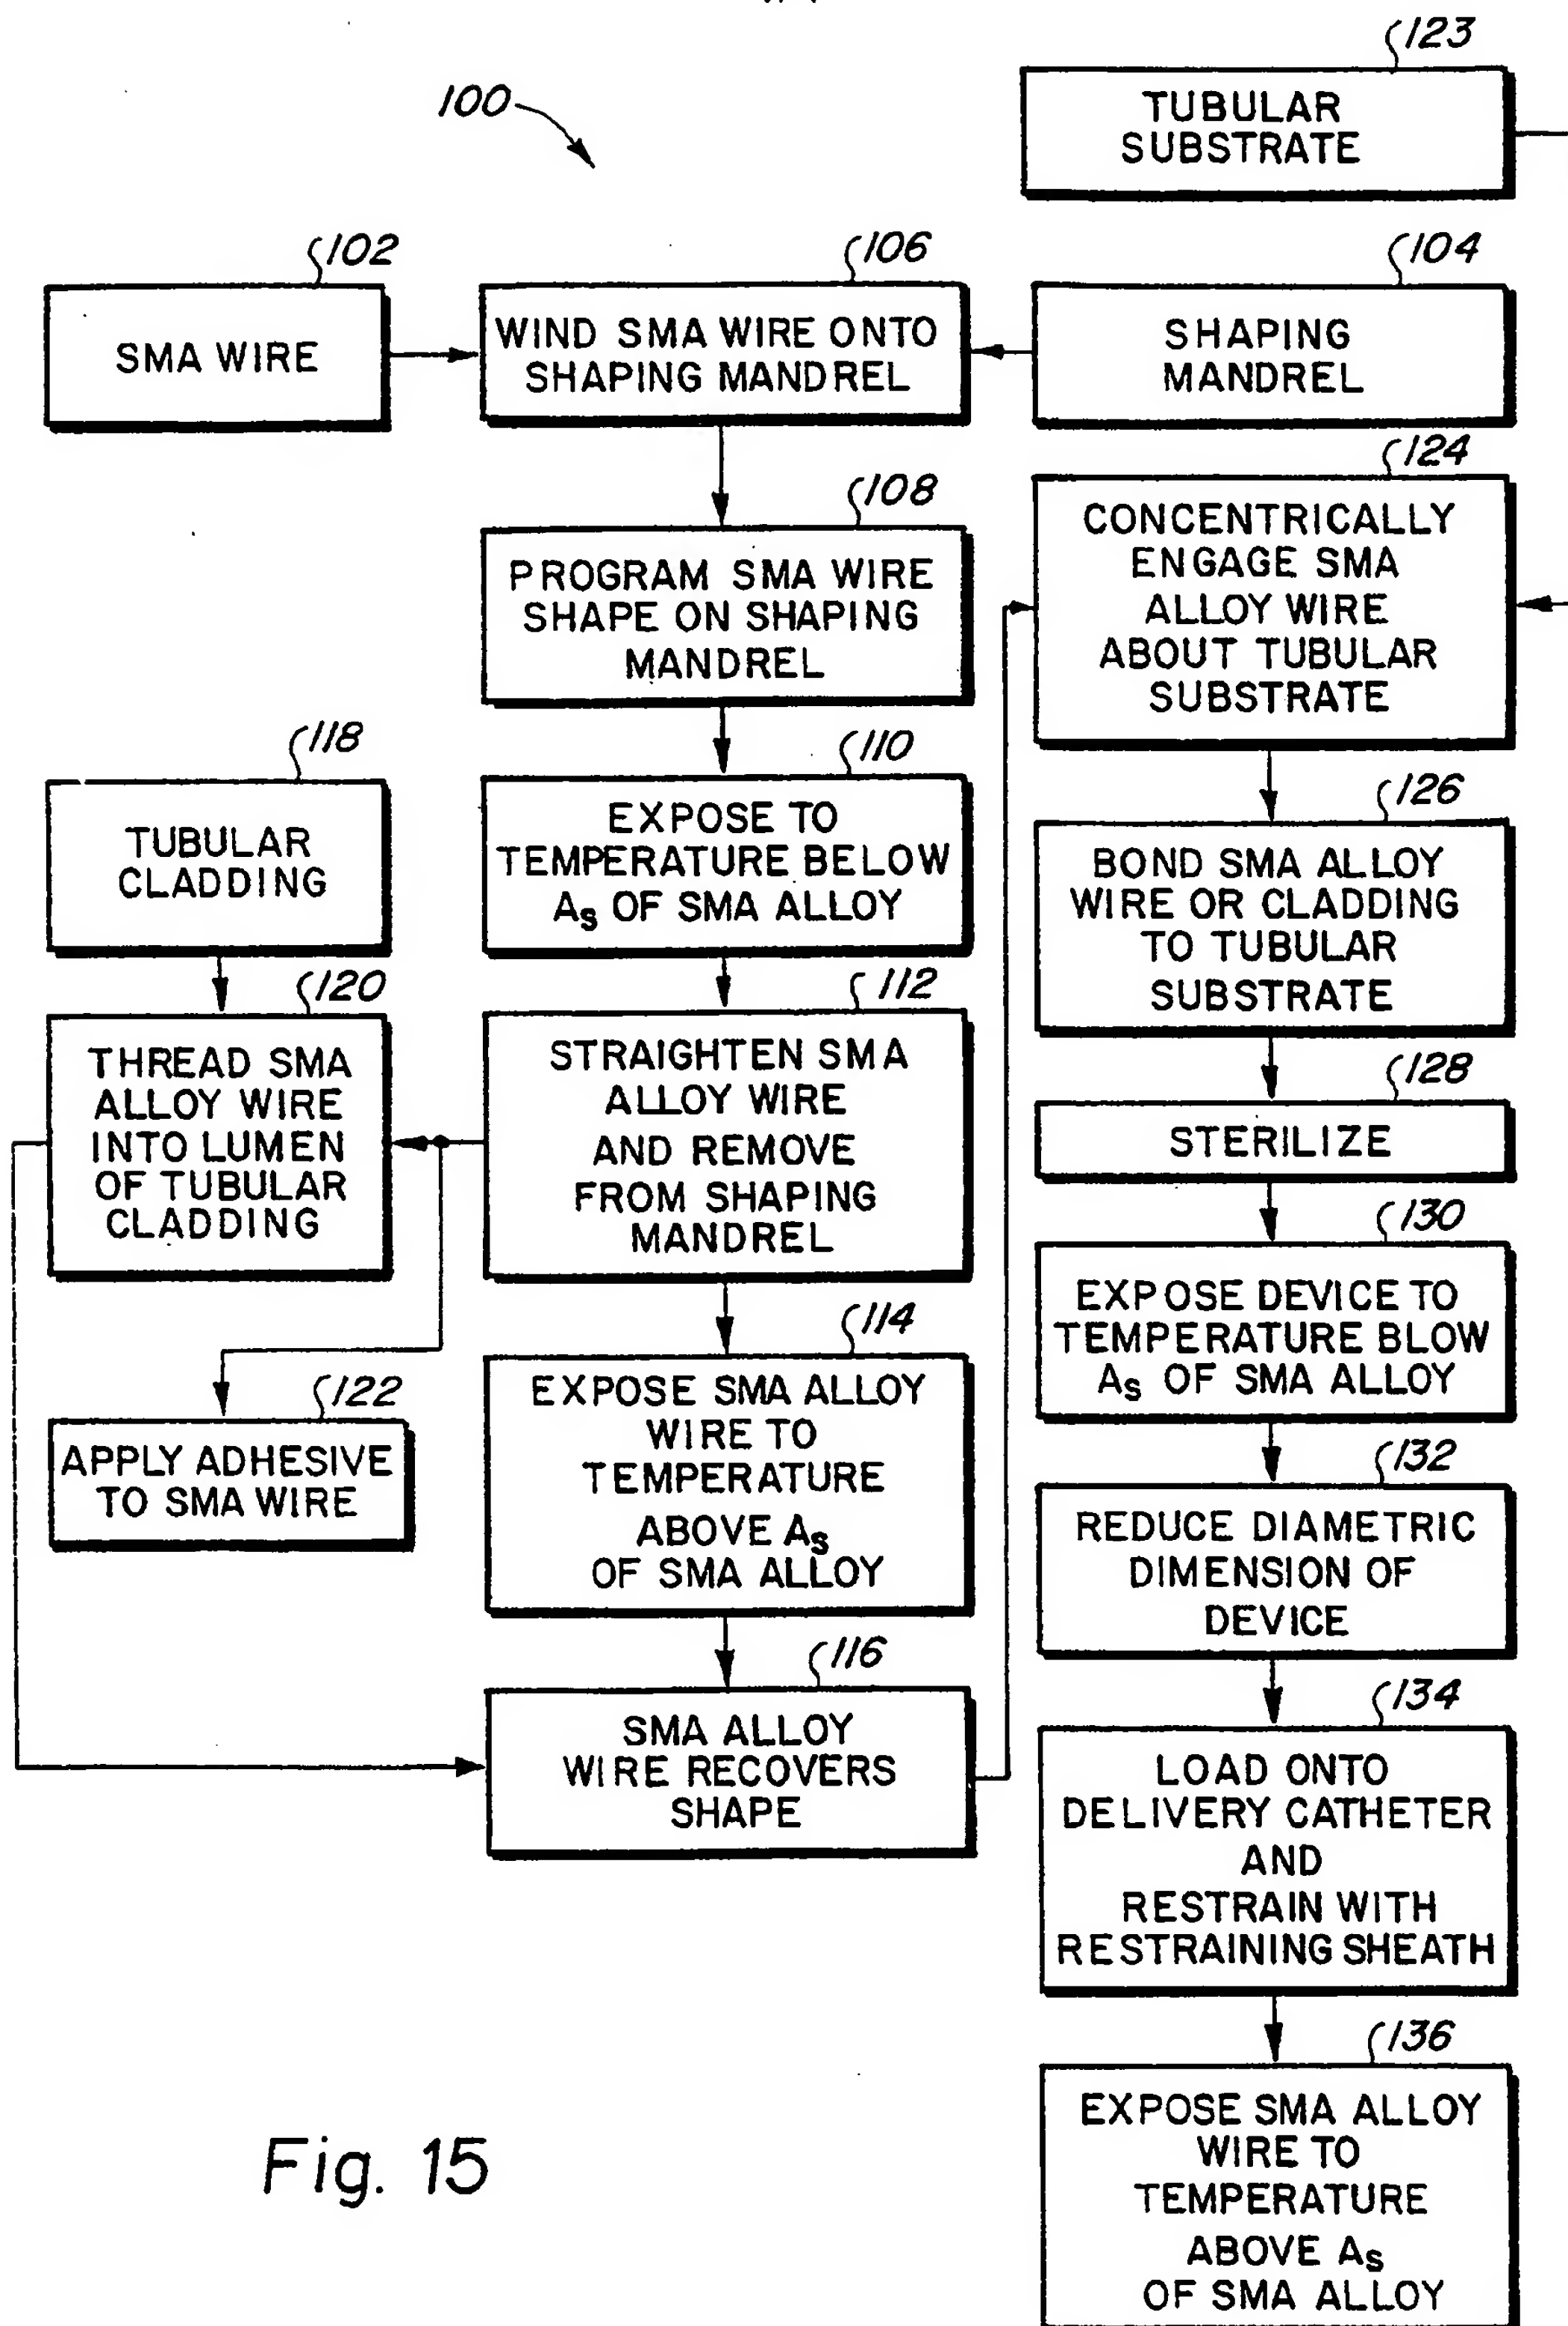 123
TUBULAR
SUBSTRATE
100
102
SMA WIRE
106
WIND SMA WIRE ONTO
SHAPING MANDREL
104
SHAPING
MANDREL
108
PROGRAM SMA WIRE
SHAPE ON SHAPING
MANDREL
110
EXPOSE TO
TEMPERATURE BELOW
As OF SMA ALLOY
118
TUBULAR
CLADDING
120
THREAD SMA
ALLOY WIRE
INTO LUMEN
OF TUBULAR
CLADDING
112
STRAIGHTEN SMA
ALLOY WIRE
AND REMOVE
FROM SHAPING
MANDREL
122
APPLY ADHESIVE
TO SMA WIRE
114
EXPOSE SMA ALLOY
WIRE TO
TEMPERATURE
ABOVE As
OF SMA ALLOY
116
SMA ALLOY
WIRE RECOVERS
SHAPE
124
CONCENTRICALLY
ENGAGE SMA
ALLOY WIRE
ABOUT TUBULAR
SUBSTRATE
126
BOND SMA ALLOY
WIRE OR CLADDING
TO TUBULAR
SUBSTRATE
128
STERILIZE
130
EXPOSE DEVICE TO
TEMPERATURE BLOW
As OF SMA ALLOY
132
REDUCE DIAMETRIC
DIMENSION OF
DEVICE
134
LOAD ONTO
DELIVERY CATHETER
AND
RESTRAIN WITH
RESTRAINING SHEATH
136
EXPOSE SMA ALLOY
WIRE TO
TEMPERATURE
ABOVE As
OF SMA ALLOY
Fig. 15